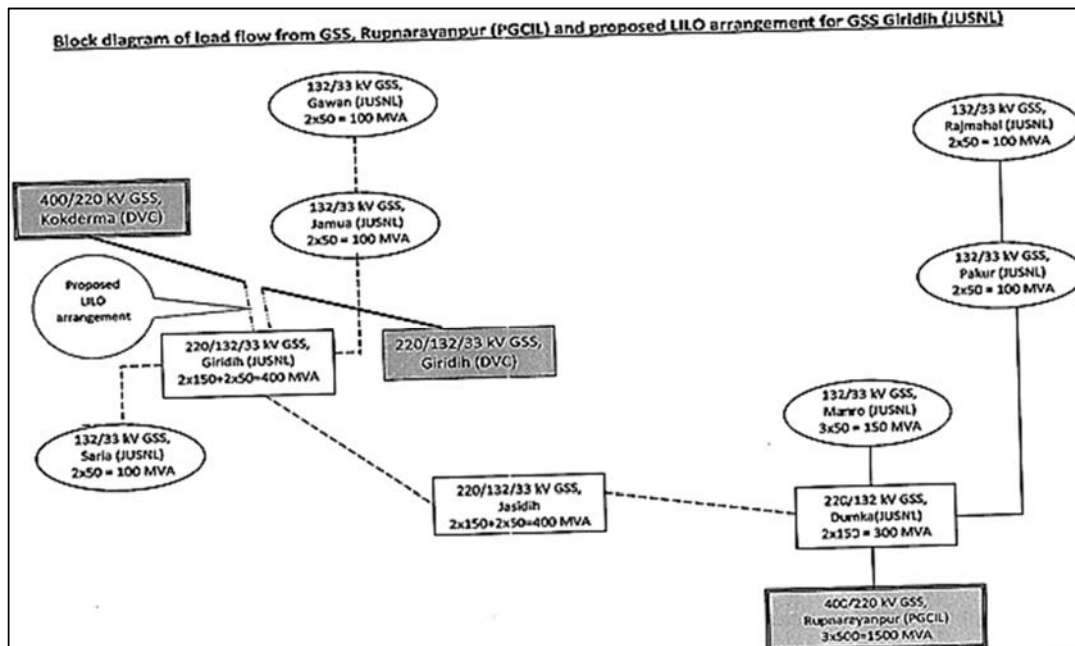 Block diagram of load flow from GSS, Rupnarayanpur (PGCIL) and proposed LILO arrangement for GSS Giridih (JUSNL)
132/33 kV GSS,
Gawan (JUSNL)
2x50 = 100 MVA
132/33 kV GSS,
Rajmahal (JUSNL)
2x50 = 100 MVA
400/220 kV GSS,
Kokderma (DVC)
132/33 kV GSS,
Jamua (JUSNL)
2x50 = 100 MVA
132/33 kV GSS,
Pakur (JUSNL)
2x50 = 100 MVA
Proposed
LILO
arrangement
220/132/33 kV GSS,
Giridih (JUSNL)
2x150+2x50=400 MVA
220/132/33 kV GSS,
Giridih (DVC)
132/33 kV GSS,
Saria (JUSNL)
2x50 = 100 MVA
132/33 kV GSS,
(JUSNL)
3x50 = 150 MVA
220/132/33 kV GSS,
Jasidih
2x150+2x50=400 MVA
220/132 kV GSS,
Dumka(JUSNL)
2x150 = 300 MVA
400/220 kV GSS,
Rupnarayanpur (PGCIL)
3x500=1500 MVA